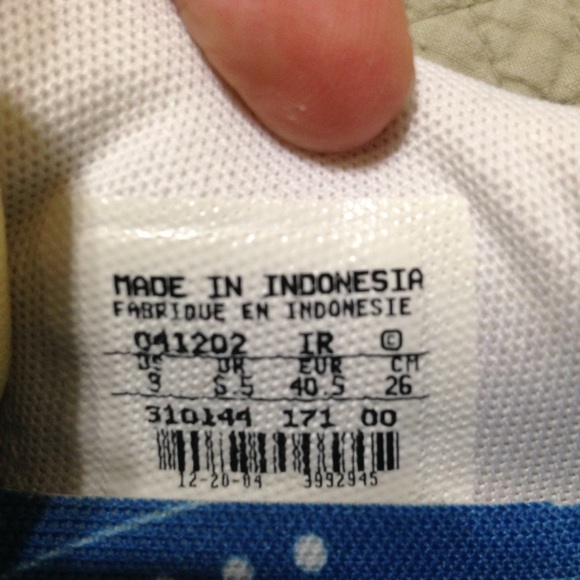 MADE IN INDONESIA
FABRIQUE EN INDONESIE
041202 IR ©
US UK EUR CM
9 6.5 40.5 26
310144 171 00
12-20-04 3992945